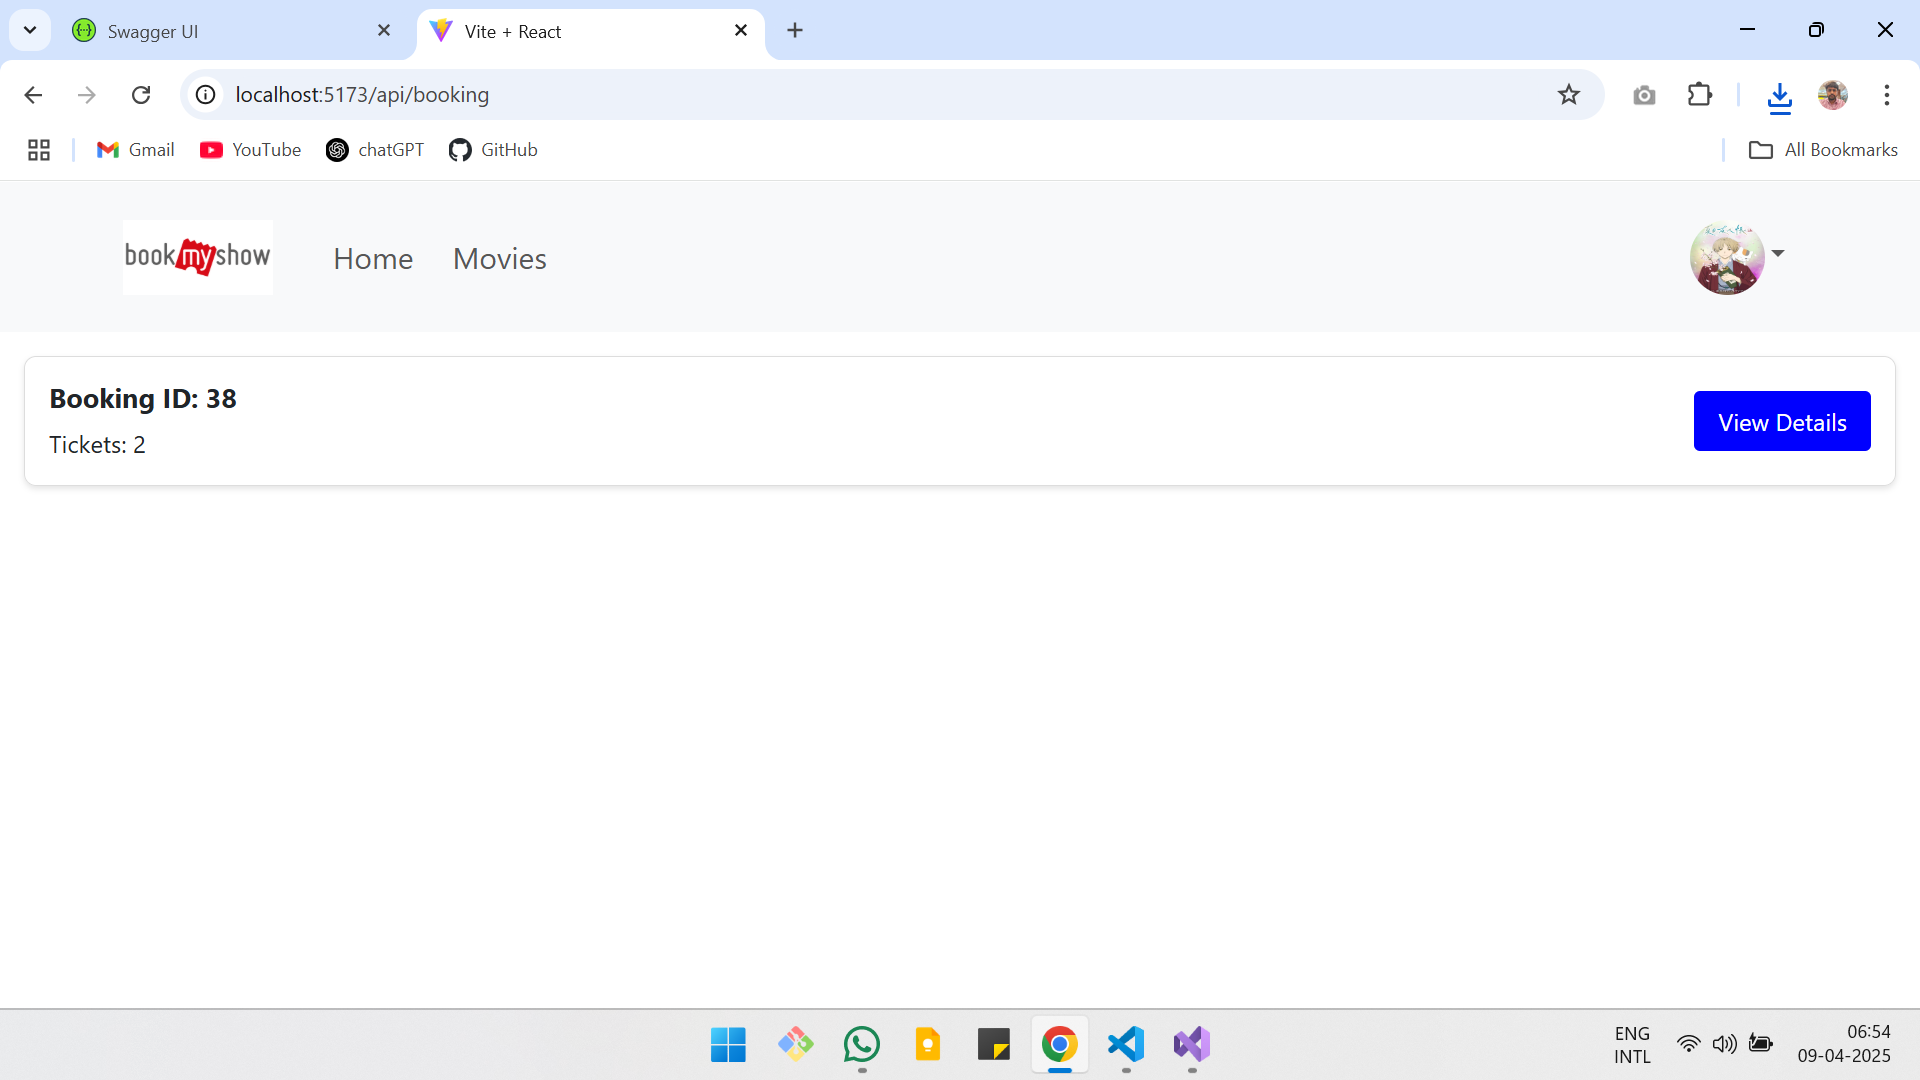 Swagger UI
Vite + React
localhost:5173/api/booking
Gmail
YouTube
chatGPT
GitHub
All Bookmarks
bookmyshow
Home
Movies
Booking ID: 38
Tickets: 2
View Details
ENG
INTL
06:54
09-04-2025